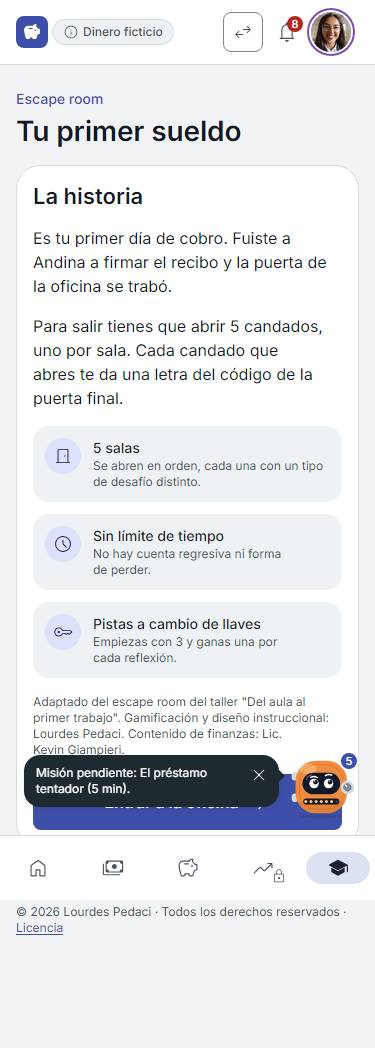 Dinero ficticio
8
Escape room
Tu primer sueldo
La historia
Es tu primer día de cobro. Fuiste a
Andina a firmar el recibo y la puerta de
la oficina se trabó.
Para salir tienes que abrir 5 candados,
uno por sala. Cada candado que
abres te da una letra del código de la
puerta final.
5 salas
Se abren en orden, cada una con un tipo
de desafío distinto.
Sin límite de tiempo
No hay cuenta regresiva ni forma
de perder.
Pistas a cambio de llaves
Empiezas con 3 y ganas una por
cada reflexión.
Adaptado del escape room del taller "Del aula al
primer trabajo". Gamificación y diseño instruccional:
Lourdes Pedaci. Contenido de finanzas: Lic.
Kevin Giampieri.
Misión pendiente: El préstamo
tentador (5 min).
5
© 2026 Lourdes Pedaci · Todos los derechos reservados ·
Licencia